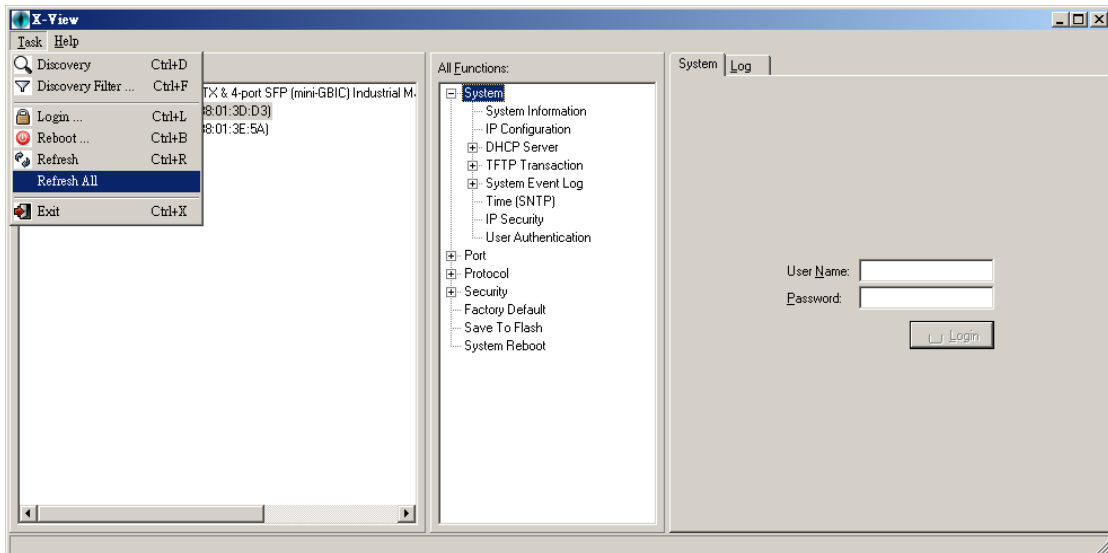 X-View
Task Help
Discovery Ctrl+D
Discovery Filter ... Ctrl+F
Login ... Ctrl+L
Reboot ... Ctrl+B
Refresh Ctrl+R
Refresh All
Exit Ctrl+X
TX & 4-port SFP (mini-GBIC) Industrial M
8:01:3D:D3)
8:01:3E:5A)
All Functions:
System
System Information
IP Configuration
DHCP Server
TFTP Transaction
System Event Log
Time (SNTP)
IP Security
User Authentication
Port
Protocol
Security
Factory Default
Save To Flash
System Reboot
System Log
User Name:
Password:
Login